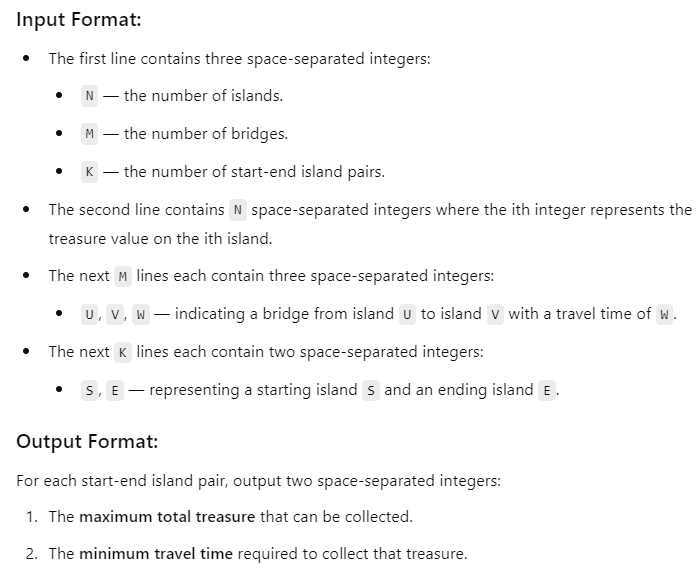 Input Format:
• The first line contains three space-separated integers:
• N — the number of islands.
• M — the number of bridges.
• K — the number of start-end island pairs.
• The second line contains N space-separated integers where the ith integer represents the
treasure value on the ith island.
• The next M lines each contain three space-separated integers:
• U, V, W — indicating a bridge from island U to island V with a travel time of W.
• The next K lines each contain two space-separated integers:
• S, E — representing a starting island S and an ending island E.
Output Format:
For each start-end island pair, output two space-separated integers:
1. The maximum total treasure that can be collected.
2. The minimum travel time required to collect that treasure.